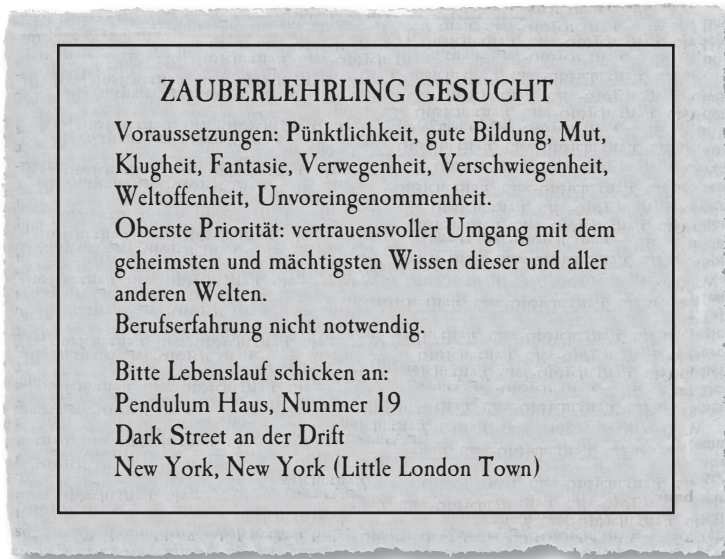 ZAUBERLEHRLING GESUCHT
Voraussetzungen: Pünktlichkeit, gute Bildung, Mut,
Klugheit, Fantasie, Verwegenheit, Verschwiegenheit,
Weltoffenheit, Unvoreingenommenheit.
Oberste Priorität: vertrauensvoller Umgang mit dem
geheimsten und mächtigsten Wissen dieser und aller
anderen Welten.
Berufserfahrung nicht notwendig.
Bitte Lebenslauf schicken an:
Pendulum Haus, Nummer 19
Dark Street an der Drift
New York, New York (Little London Town)